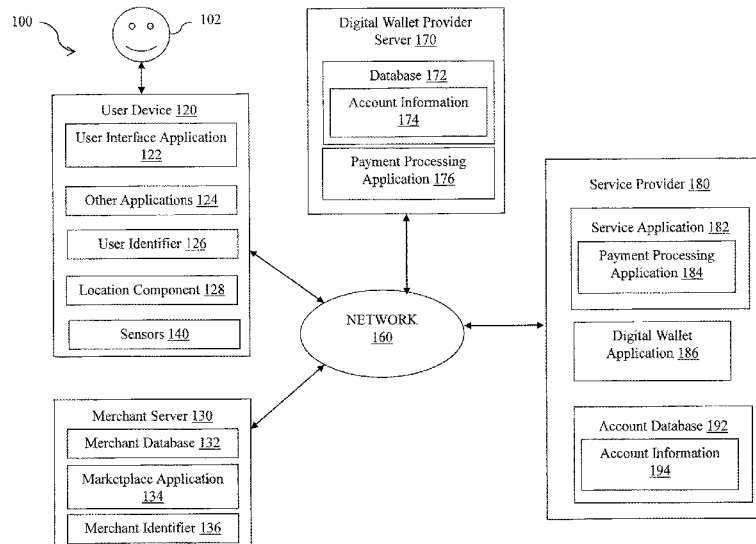 100
102
User Device 120
User Interface Application
122
Other Applications 124
User Identifier 126
Location Component 128
Sensors 140
Digital Wallet Provider
Server 170
Database 172
Account Information
174
Payment Processing
Application 176
Service Provider 180
Service Application 182
Payment Processing
Application 184
Digital Wallet
Application 186
Account Database 192
Account Information
194
NETWORK
160
Merchant Server 130
Merchant Database 132
Marketplace Application
134
Merchant Identifier 136